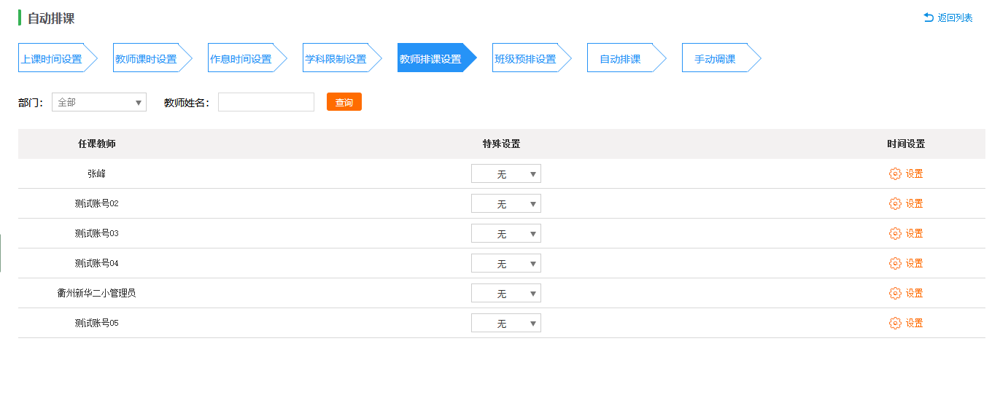 自动排课
返回列表
上课时间设置 教师课时设置 作息时间设置 学科限制设置 教师排课设置 班级预排设置 自动排课 手动调课
部门： 全部 教师姓名： 查询
任课教师 特殊设置 时间设置
张峰 无 设置
测试账号02 无 设置
测试账号03 无 设置
测试账号04 无 设置
衢州新华二小管理员 无 设置
测试账号05 无 设置